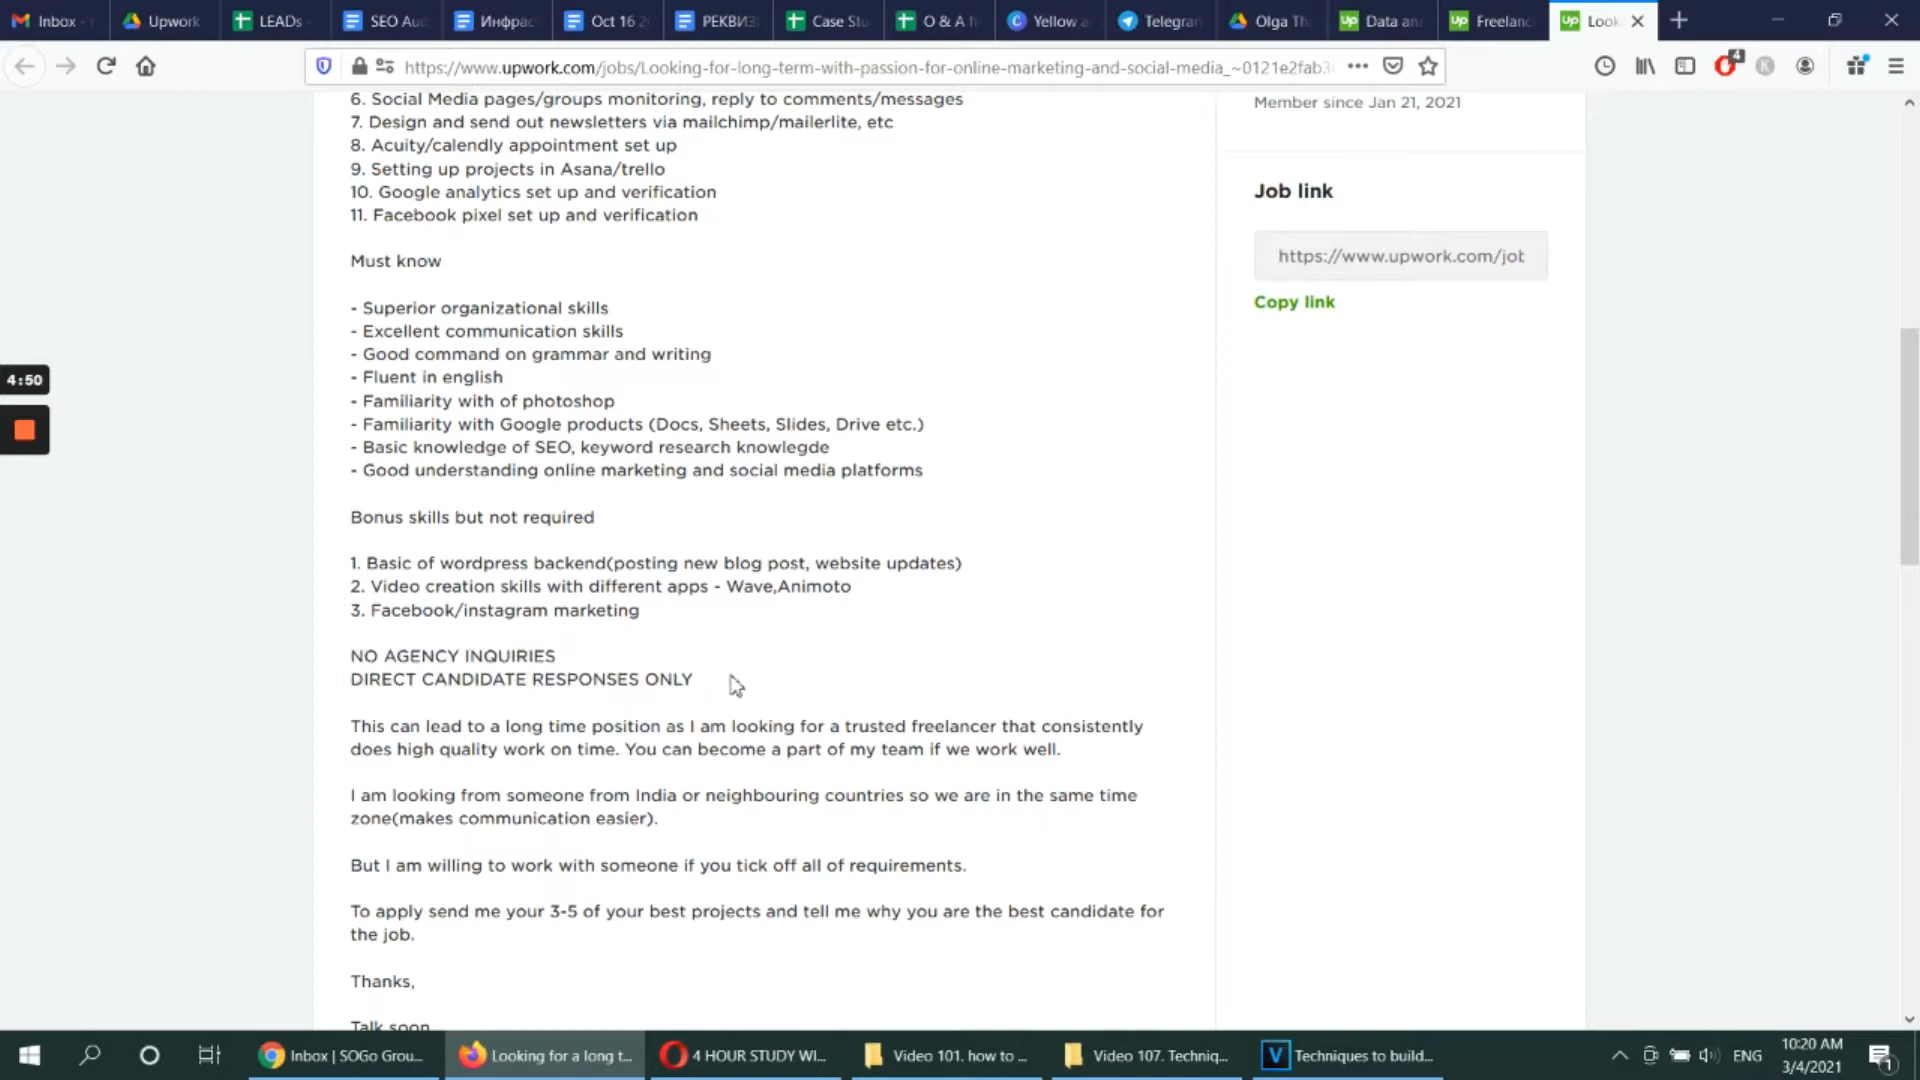 Inbox
Upwork
LEADs
SEO Au
Инфрас
Oct 16 2
РЕКВИЗ
Case Stu
O & A f
Yellow a
Telegran
Olga Th
Data an
Freelanc
Look
https://www.upwork.com/jobs/Looking-for-long-term-with-passion-for-online-marketing-and-social-media_~0121e2fab3
4
6. Social Media pages/groups monitoring, reply to comments/messages
7. Design and send out newsletters via mailchimp/mailerlite, etc
8. Acuity/calendly appointment set up
9. Setting up projects in Asana/trello
10. Google analytics set up and verification
11. Facebook pixel set up and verification
Must know
- Superior organizational skills
- Excellent communication skills
- Good command on grammar and writing
- Fluent in english
- Familiarity with of photoshop
- Familiarity with Google products (Docs, Sheets, Slides, Drive etc.)
- Basic knowledge of SEO, keyword research knowlegde
- Good understanding online marketing and social media platforms
Bonus skills but not required
1. Basic of wordpress backend(posting new blog post, website updates)
2. Video creation skills with different apps - Wave,Animoto
3. Facebook/instagram marketing
NO AGENCY INQUIRIES
DIRECT CANDIDATE RESPONSES ONLY
This can lead to a long time position as I am looking for a trusted freelancer that consistently
does high quality work on time. You can become a part of my team if we work well.
I am looking from someone from India or neighbouring countries so we are in the same time
zone(makes communication easier).
But I am willing to work with someone if you tick off all of requirements.
To apply send me your 3-5 of your best projects and tell me why you are the best candidate for
the job.
Thanks,
Talk soon
Member since Jan 21, 2021
Job link
https://www.upwork.com/job
Copy link
4:50
Inbox | SOGo Grou...
Looking for a long t...
4 HOUR STUDY WI...
Video 101. how to ...
Video 107. Techniq...
Techniques to build...
ENG
10:20 AM
3/4/2021
1